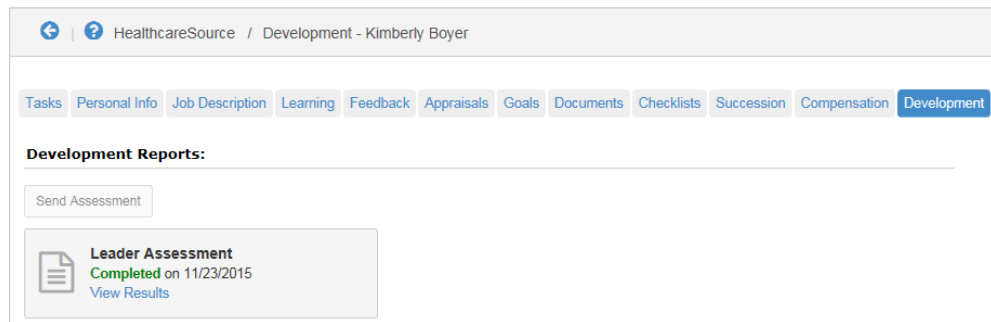 HealthcareSource / Development - Kimberly Boyer
Tasks Personal Info Job Description Learning Feedback Appraisals Goals Documents Checklists Succession Compensation Development
Development Reports:
Send Assessment
Leader Assessment
Completed on 11/23/2015
View Results